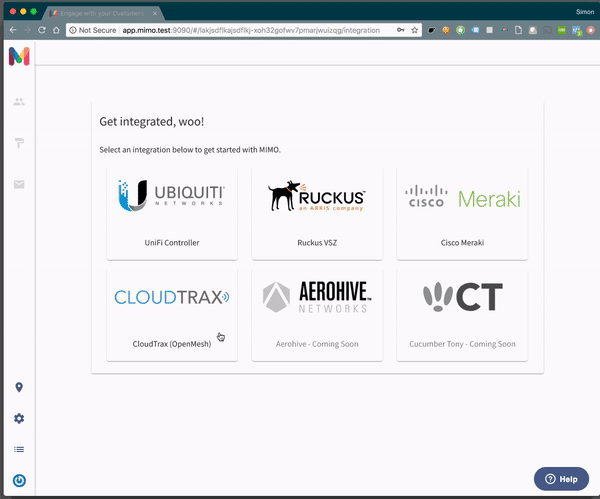 Engage with your Customers
Simon
Not Secure
app.mimo.test:9090/#/lakjsdflkajsdflkj-xoh32gofwv7pmarjwuizqg/integration
Get integrated, woo!
Select an integration below to get started with MIMO.
UBIQUITI
NETWORKS
RUCKUS™
an ARRIS company
CISCO
Meraki
UniFi Controller
Ruckus VSZ
Cisco Meraki
CLOUDTRAX
AEROHIVE™
NETWORKS
CT
CloudTrax (OpenMesh)
Aerohive - Coming Soon
Cucumber Tony - Coming Soon
Help